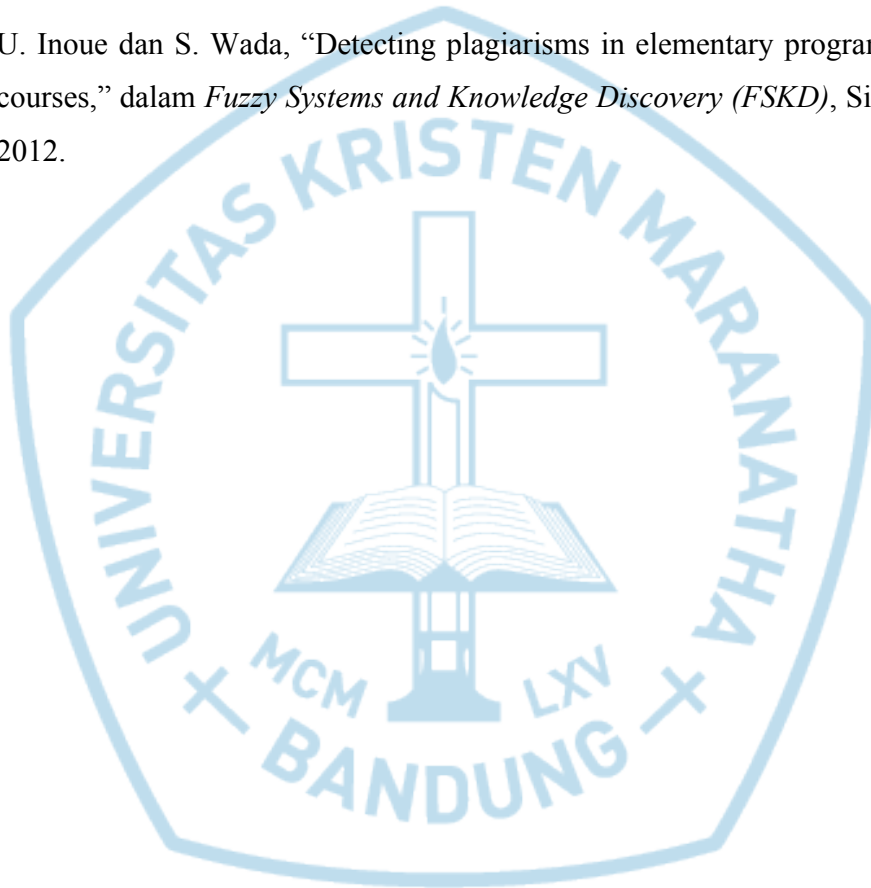 U. Inoue dan S. Wada, “Detecting plagiarisms in elementary program
courses,” dalam Fuzzy Systems and Knowledge Discovery (FSKD), Si
2012.
UNIVERSITAS KRISTEN MARANATHA
MCM LXV
BANDUNG